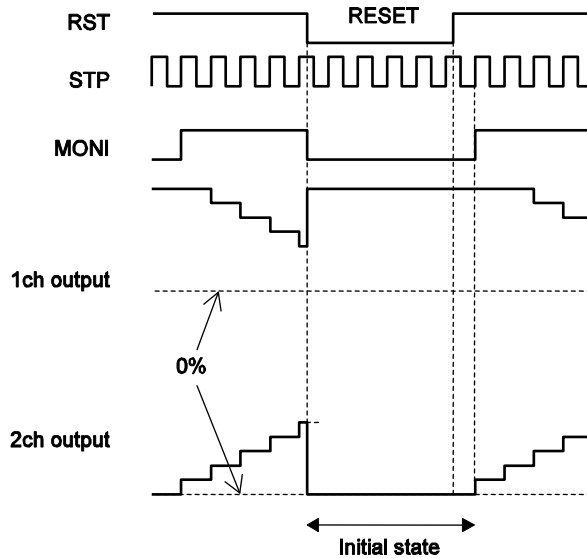 RST
RESET
STP
MONI
1ch output
0%
2ch output
Initial state